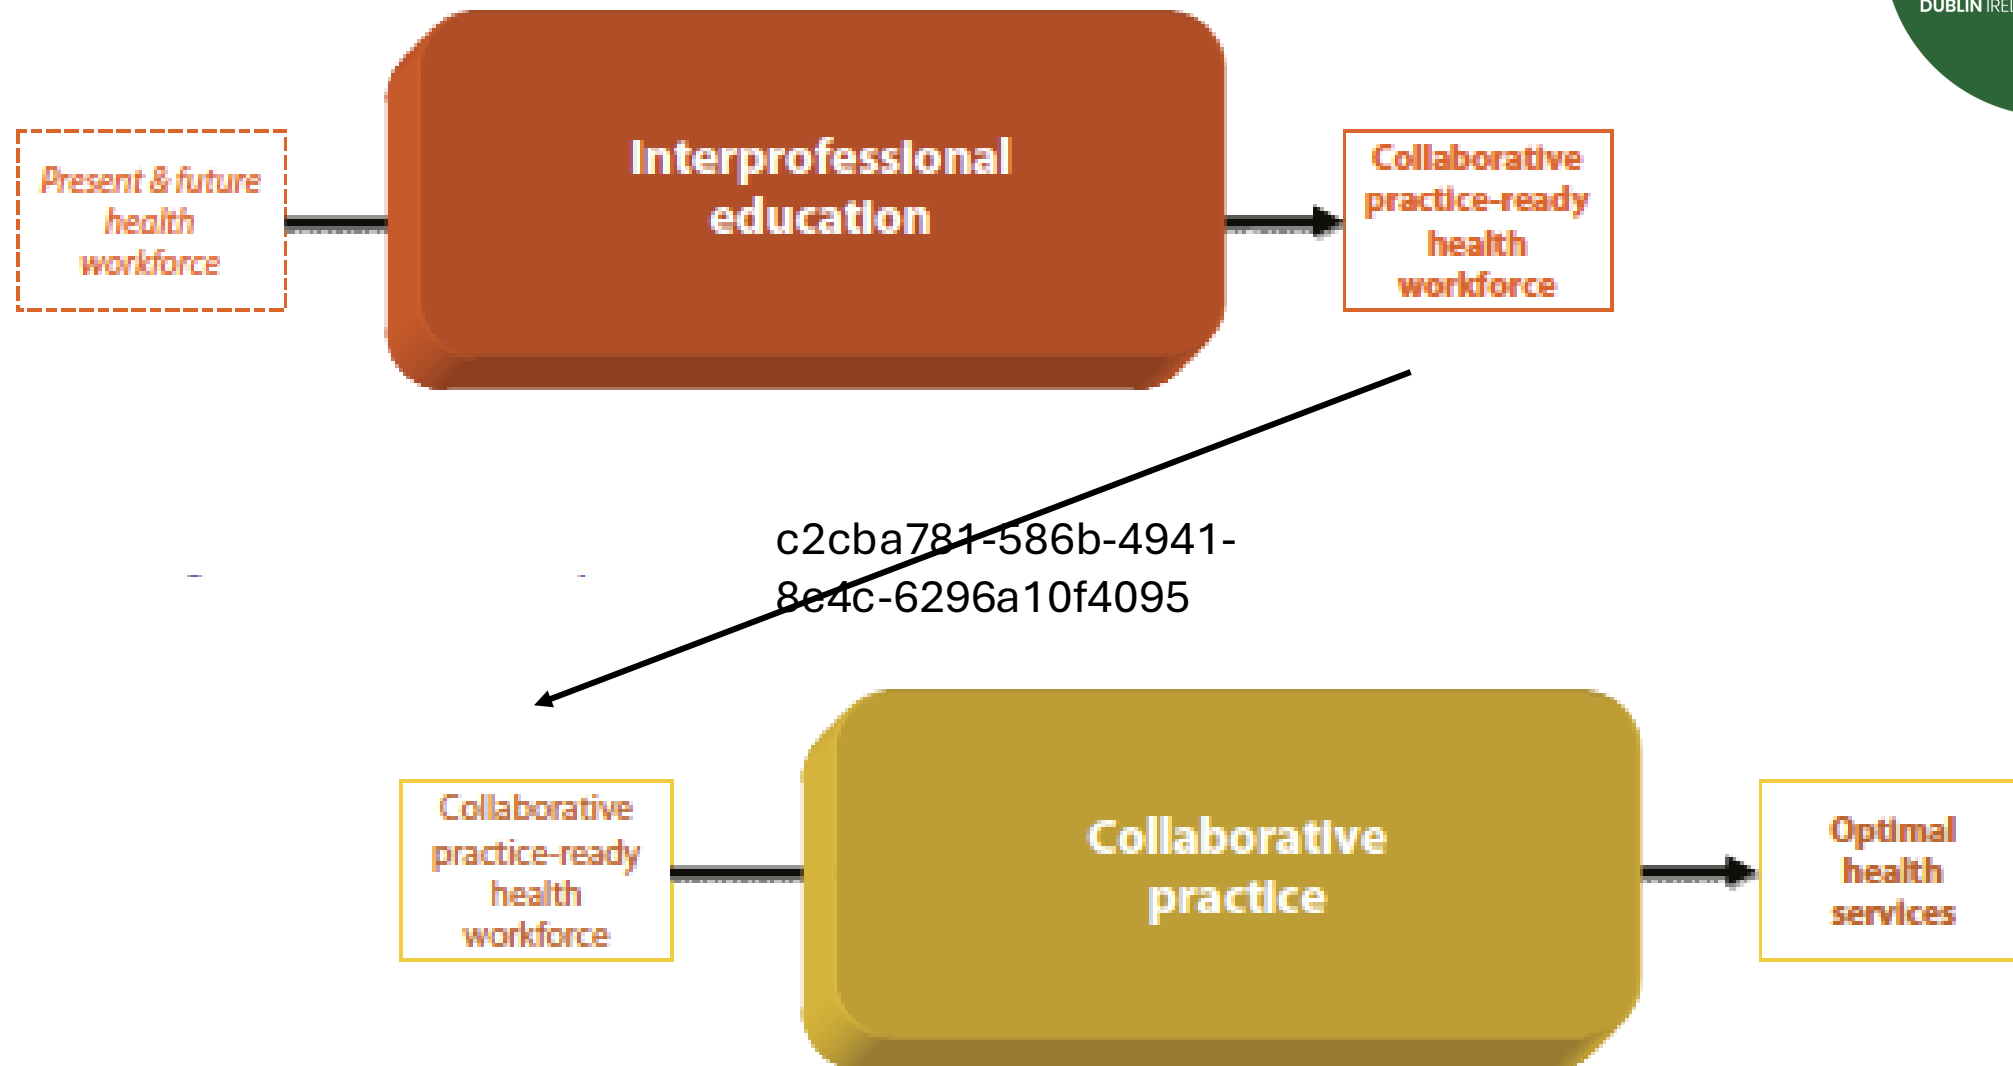 DUBLIN
Present & future
health
workforce
Interprofessional
education
Collaborative
practice-ready
health
workforce
c2cba781-586b-4941-
8e4c-6296a10f4095
Collaborative
practice-ready
health
workforce
Collaborative
practice
Optimal
health
services